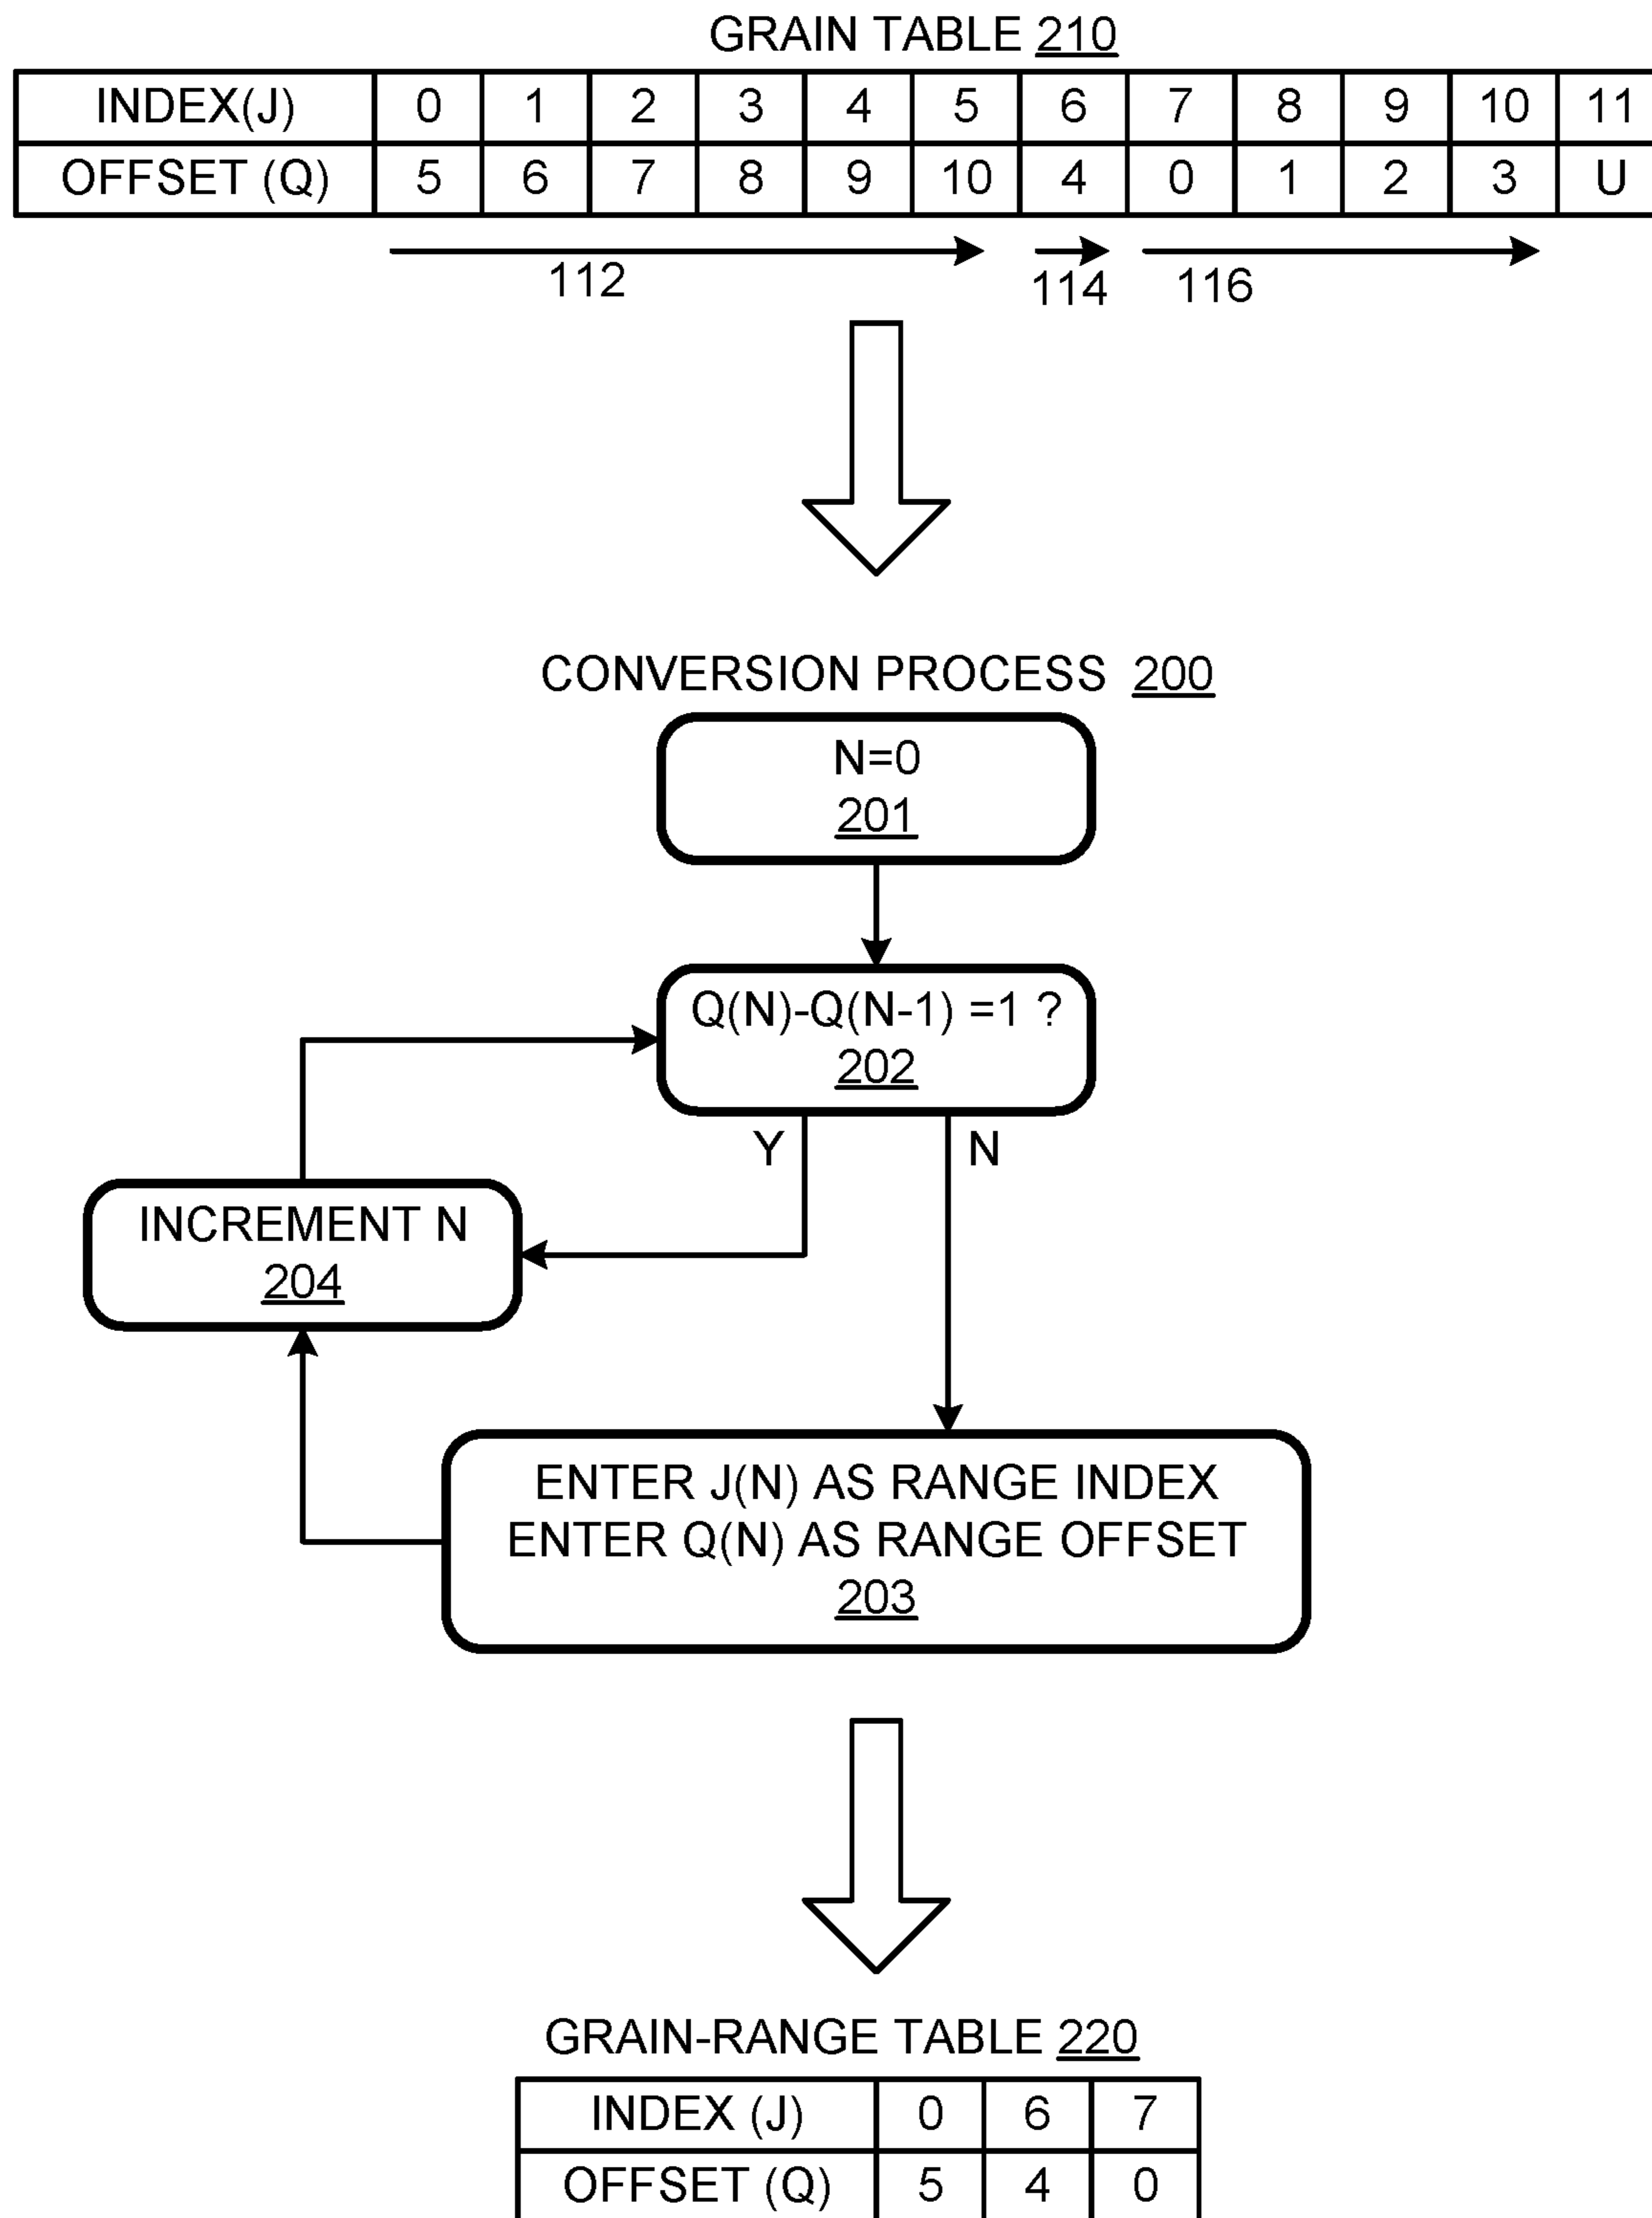 GRAIN TABLE 210
INDEX(J) 0 1 2 3 4 5 6 7 8 9 10 11
OFFSET (Q) 5 6 7 8 9 10 4 0 1 2 3 U
112 114 116
CONVERSION PROCESS 200
N=0
201
Q(N)-Q(N-1) =1 ?
202
Y N
INCREMENT N
204
ENTER J(N) AS RANGE INDEX
ENTER Q(N) AS RANGE OFFSET
203
GRAIN-RANGE TABLE 220
INDEX (J) 0 6 7
OFFSET (Q) 5 4 0